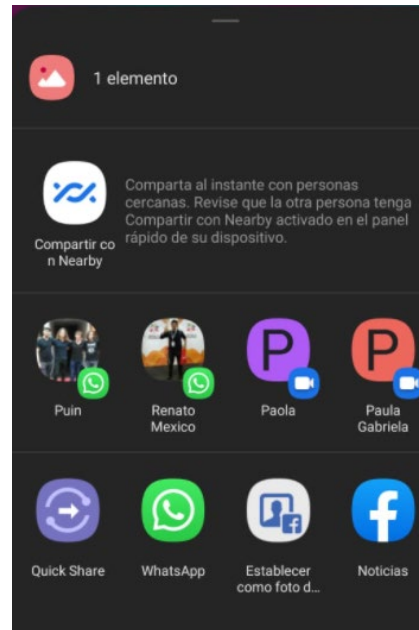 1 elemento
Comparta al instante con personas
cercanas. Revise que la otra persona tenga
Compartir con Nearby activado en el panel
rápido de su dispositivo.
Compartir co
n Nearby
Puin
Renato
Mexico
P
Paola
P
Paula
Gabriela
Quick Share
WhatsApp
Establecer
como foto d...
Noticias